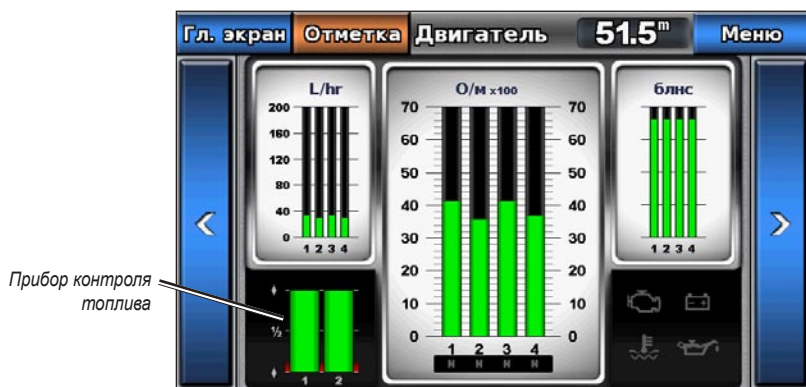 Гл. экран Отметка Двигатель 51.5m Меню
L/hr
200
160
120
80
40
0
1 2 3 4
О/м x100
70 70
60 60
50 50
40 40
30 30
20 20
10 10
0 0
1 2 3 4
N N N N
блнс
1 2 3 4
Прибор контроля
топлива
½
1 2